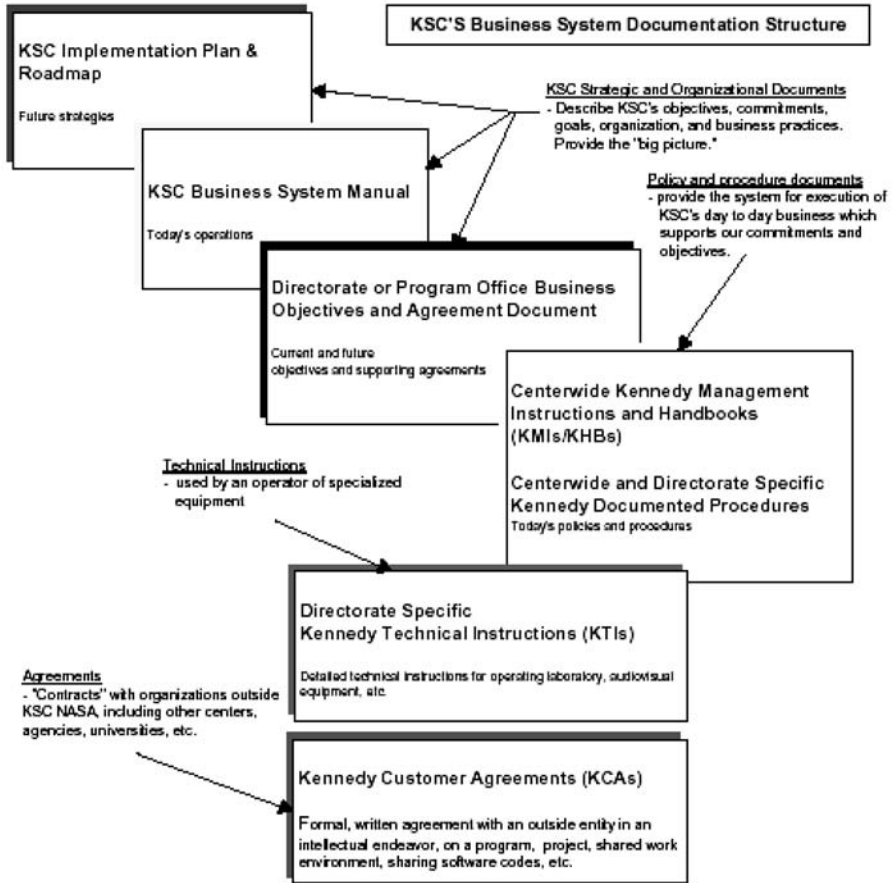 KSC'S Business System Documentation Structure
KSC Implementation Plan &
Roadmap
Future strategies
KSC Strategic and Organizational Documents
- Describe KSC's objectives, commitments,
goals, organization, and business practices.
Provide the "big picture."
KSC Business System Manual
Today's operations
Policy and procedure documents
- provide the system for execution of
KSC's day to day business which
supports our commitments and
objectives.
Directorate or Program Office Business
Objectives and Agreement Document
Current and future
objectives and supporting agreements
Centerwide Kennedy Management
Instructions and Handbooks
(KMIs/KHBs)
Centerwide and Directorate Specific
Kennedy Documented Procedures
Today's policies and procedures
Technical Instructions
- used by an operator of specialized
equipment
Directorate Specific
Kennedy Technical Instructions (KTIs)
Detailed technical instructions for operating laboratory, audiovisual
equipment, etc.
Agreements
- "Contracts" with organizations outside
KSC NASA, including other centers,
agencies, universities, etc.
Kennedy Customer Agreements (KCAs)
Formal, written agreement with an outside entity in an
intellectual endeavor, on a program, project, shared work
environment, sharing software codes, etc.